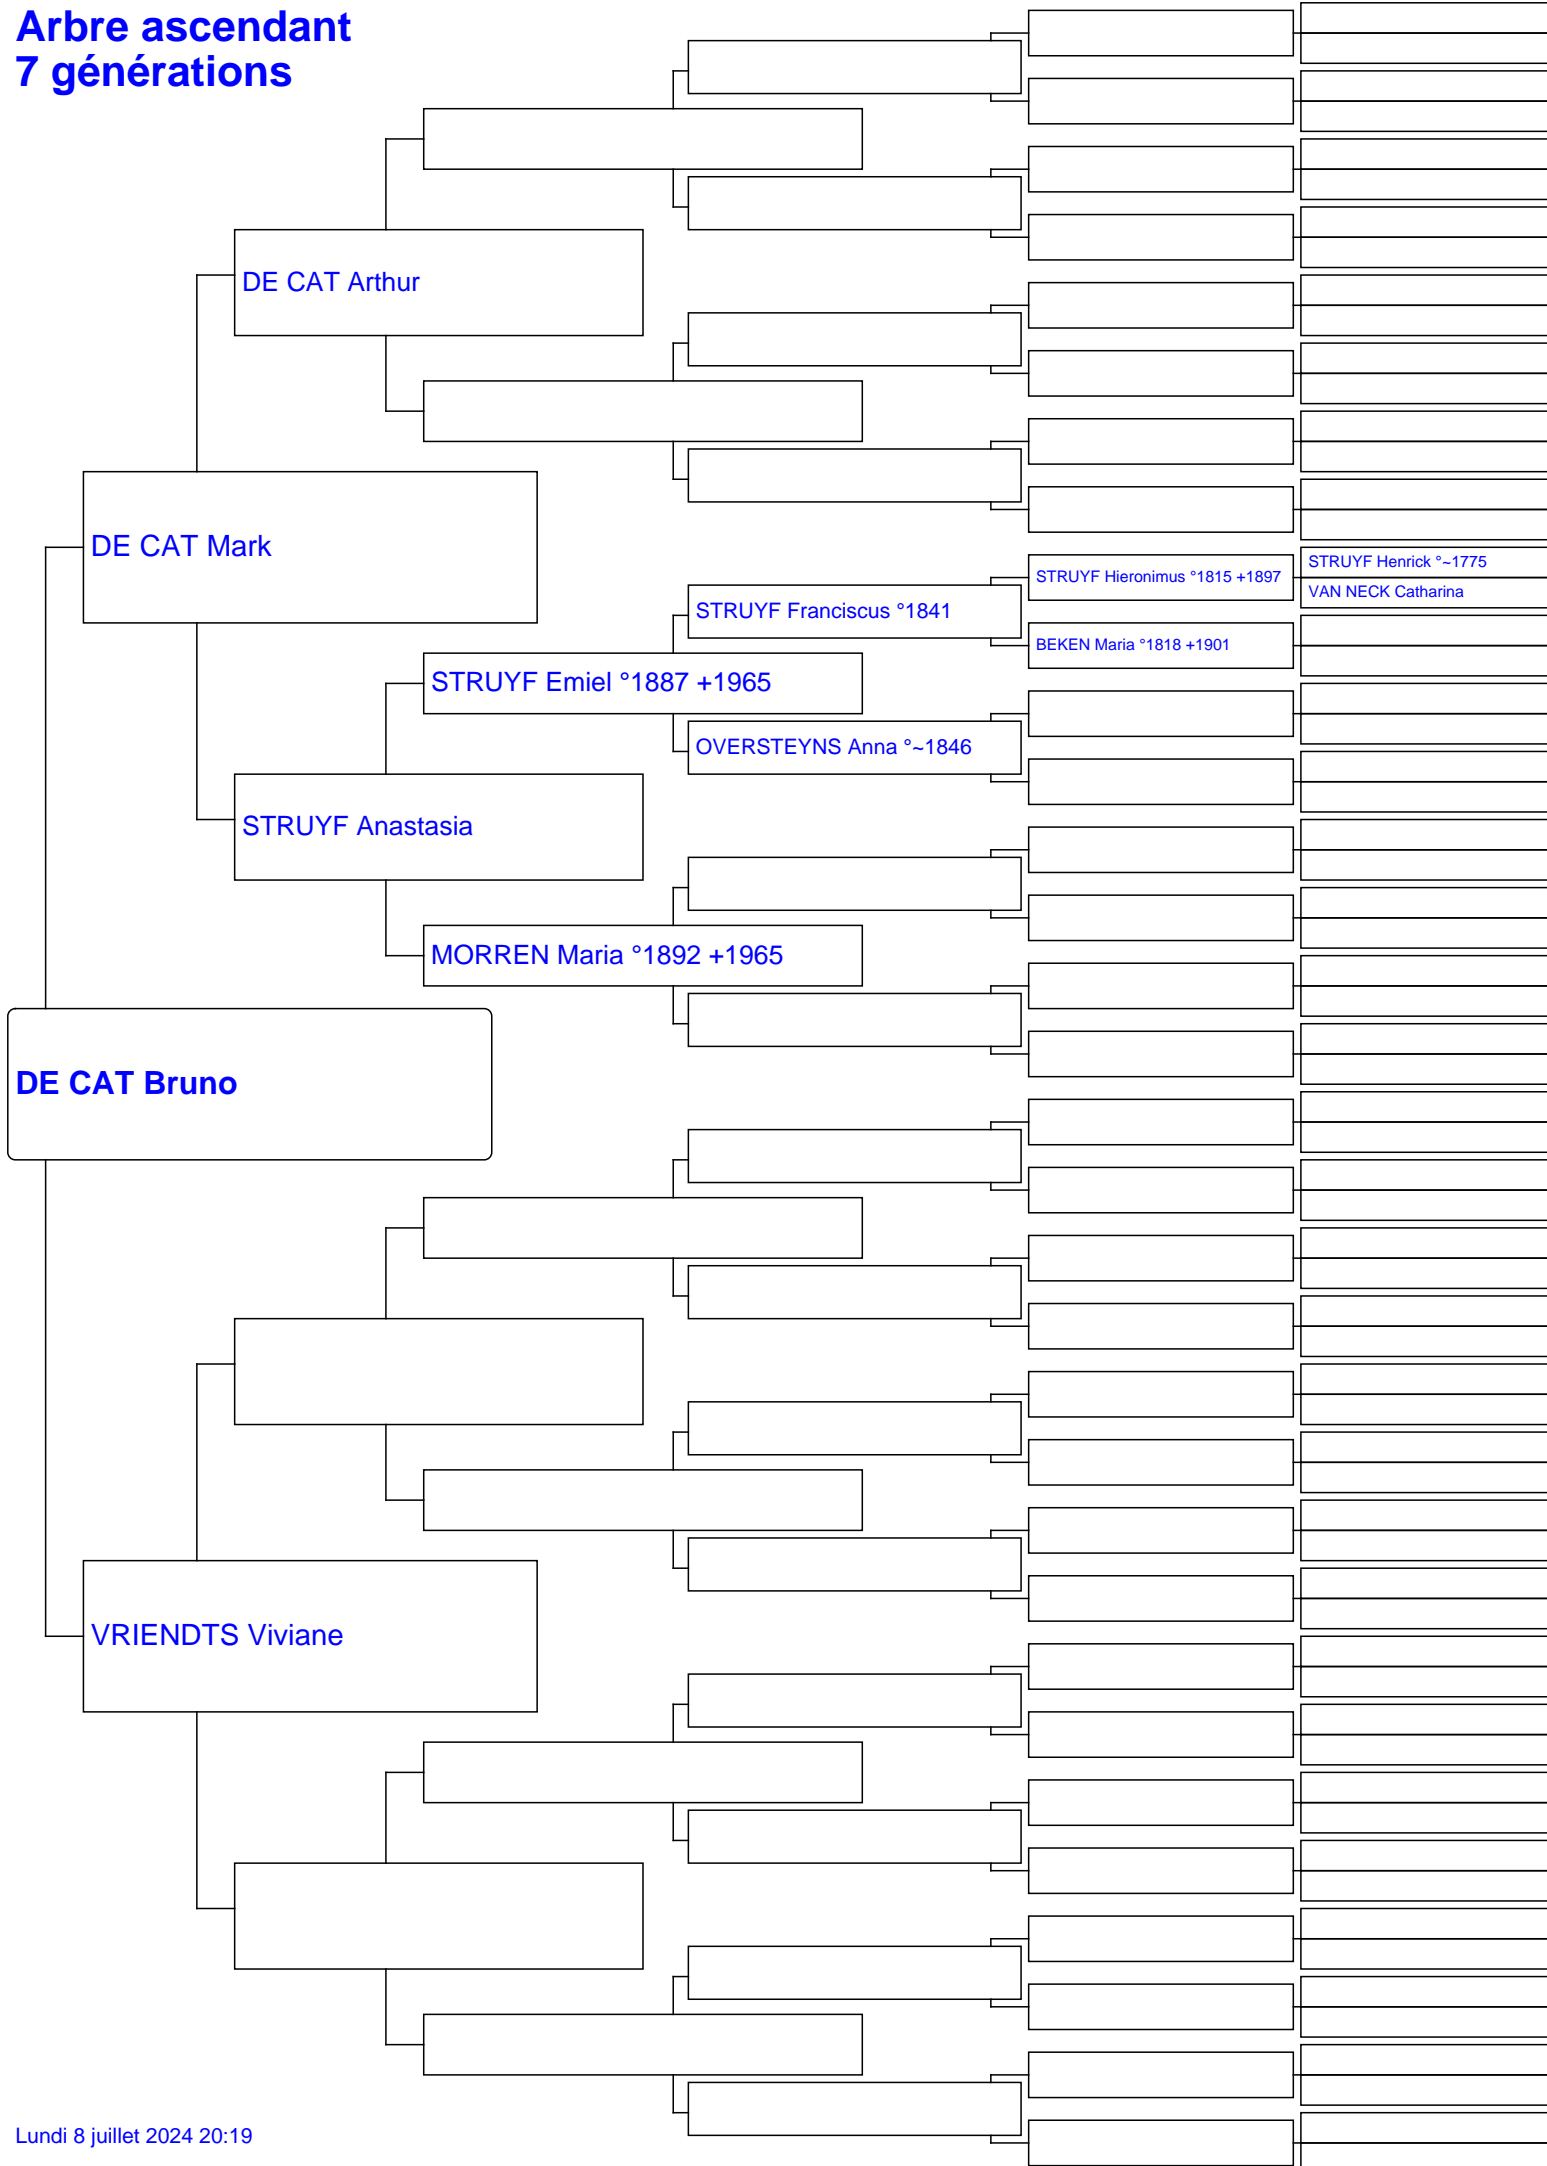 Arbre ascendant
7 générations
DE CAT Arthur
DE CAT Mark
STRUYF Henrick °~1775
STRUYF Hieronimus °1815 +1897
VAN NECK Catharina
STRUYF Franciscus °1841
BEKEN Maria °1818 +1901
STRUYF Emiel °1887 +1965
OVERSTEYNS Anna °~1846
STRUYF Anastasia
MORREN Maria °1892 +1965
DE CAT Bruno
VRIENDTS Viviane
Lundi 8 juillet 2024 20:19